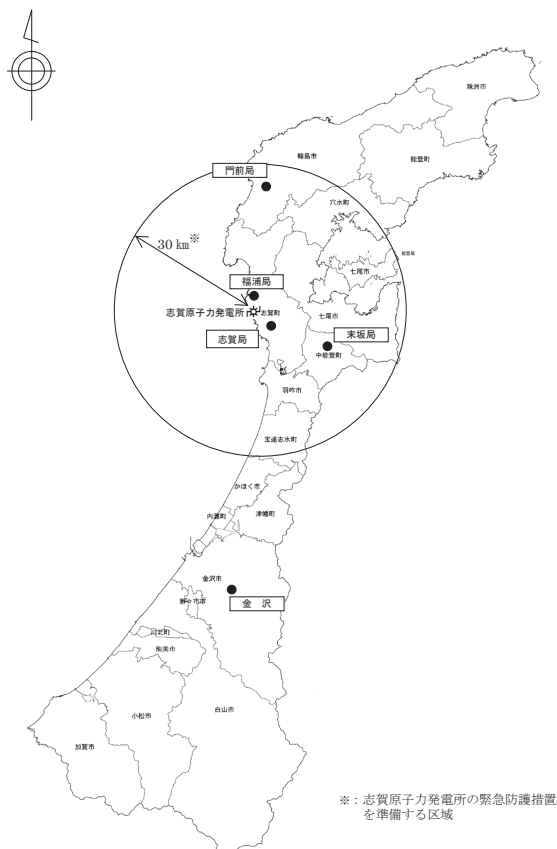 珠洲市
輪島市
能登町
門前局
穴水町
30 km※
能登島
七尾市
福浦局
志賀原子力発電所
志賀町
七尾市
志賀局
末坂局
中能登町
羽咋市
宝達志水町
かほく市
内灘町
津幡町
金沢市
野々市市
金 沢
川北町
能美市
白山市
小松市
加賀市
※：志賀原子力発電所の緊急防護措置
を準備する区域